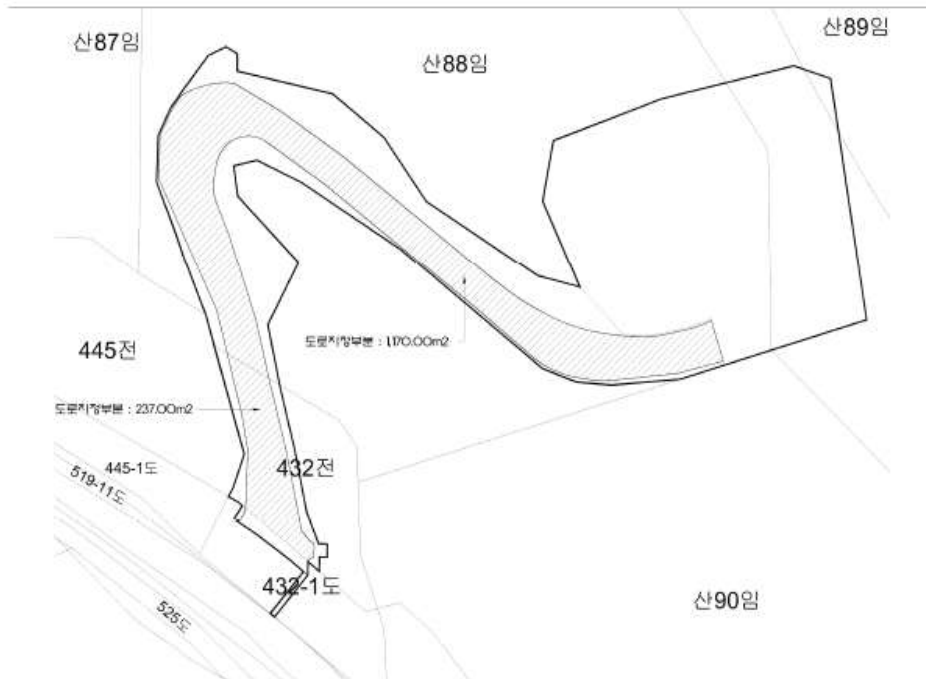 산87임
산88임
산89임
445전
도로지정부분 : 1,170.00m2
도로지정부분 : 237.00m2
432전
445-1도
519-11도
432-1도
525도
산90임